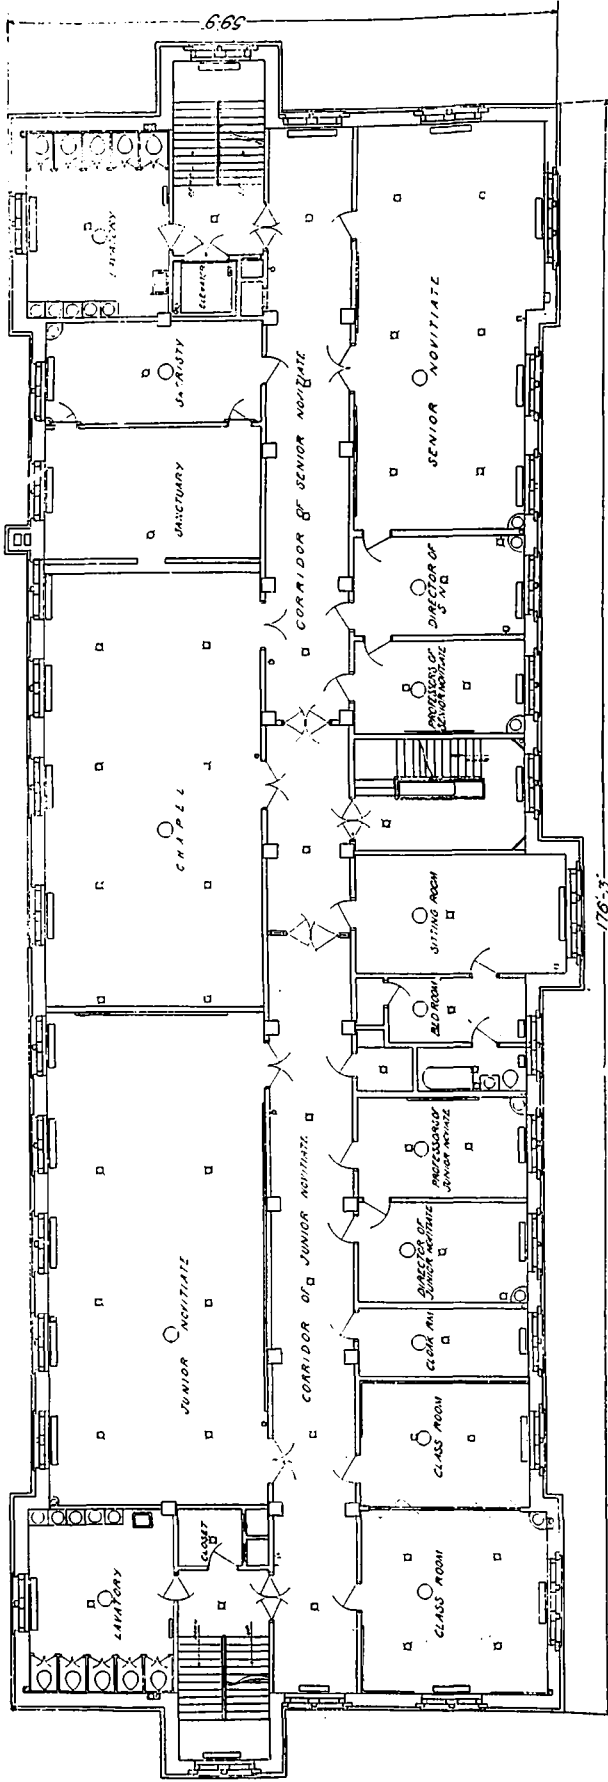 59'9
LAVATORY
ELEVATOR
SACRISTY
SANCTUARY
CHAPEL
JUNIOR NOVITIATE
LAVATORY
CLOSET
CORRIDOR OF SENIOR NOVITIATE
CORRIDOR OF JUNIOR NOVITIATE
SENIOR NOVITIATE
DIRECTOR OF
S N
PROFESSORS OF
SENIOR NOVITIATE
SITTING ROOM
BED ROOM
PROFESSORS OF
JUNIOR NOVITIATE
DIRECTOR OF
JUNIOR NOVITIATE
CLOAK RM
CLASS ROOM
CLASS ROOM
176'-3"